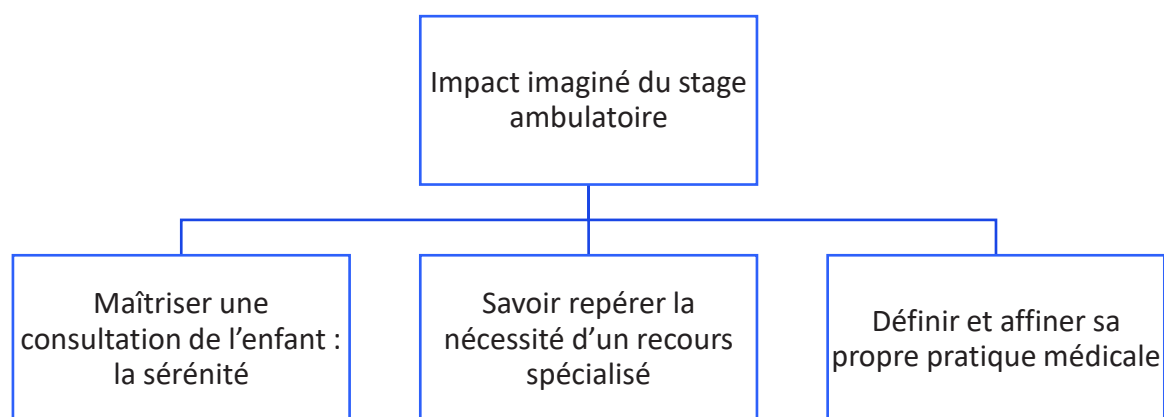 Impact imaginé du stage
ambulatoire
Maîtriser une
consultation de l’enfant :
la sérénité
Savoir repérer la
nécessité d’un recours
spécialisé
Définir et affiner sa
propre pratique médicale